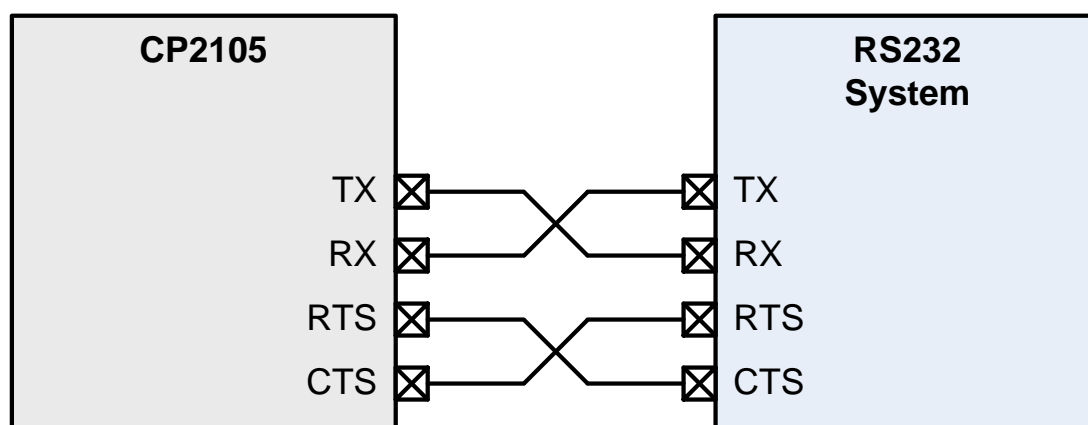 CP2105
RS232
System
TX
RX
RTS
CTS
TX
RX
RTS
CTS